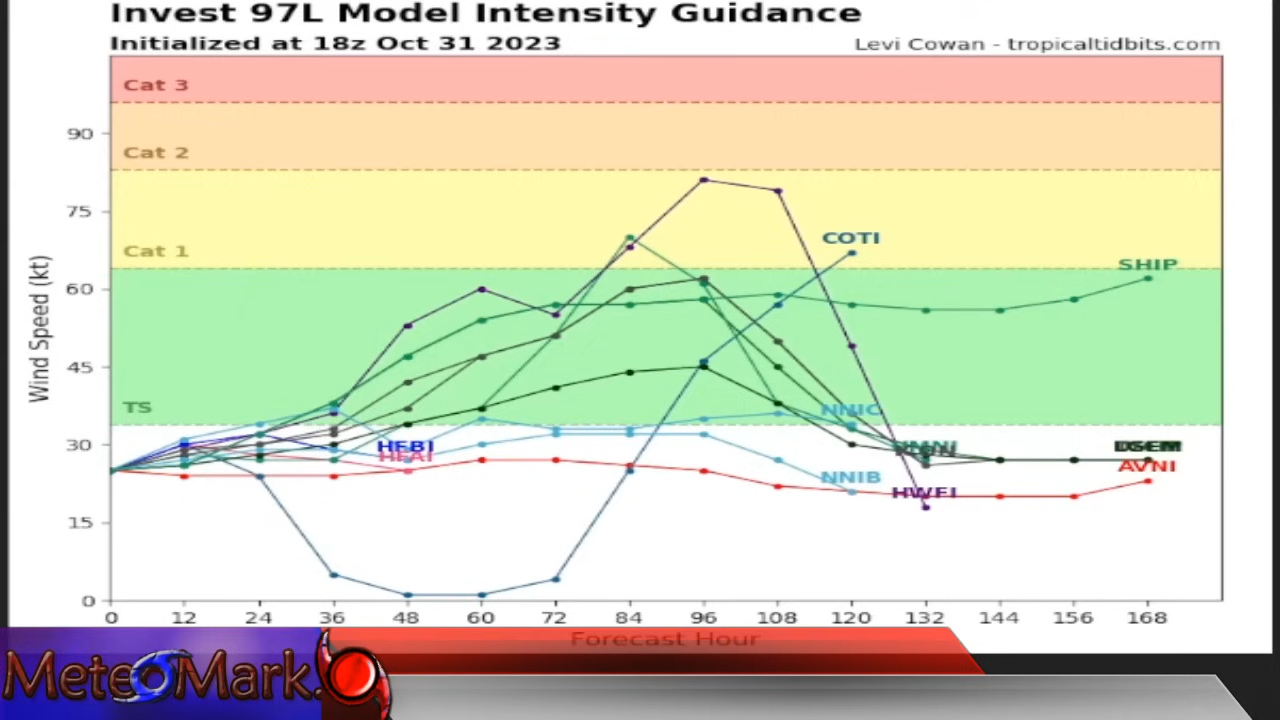 Invest 97L Model Intensity Guidance
Initialized at 18z Oct 31 2023
Levi Cowan - tropicaltidbits.com
Cat 3
90
Cat 2
75
Cat 1
COTI
SHIP
60
Wind Speed (kt)
45
TS
NNIC
30
HFBI
HFAI
HMNI
LGEM
AVNI
NNIB
HWFI
15
0
0 12 24 36 48 60 72 84 96 108 120 132 144 156 168
Forecast Hour
MeteoMark.